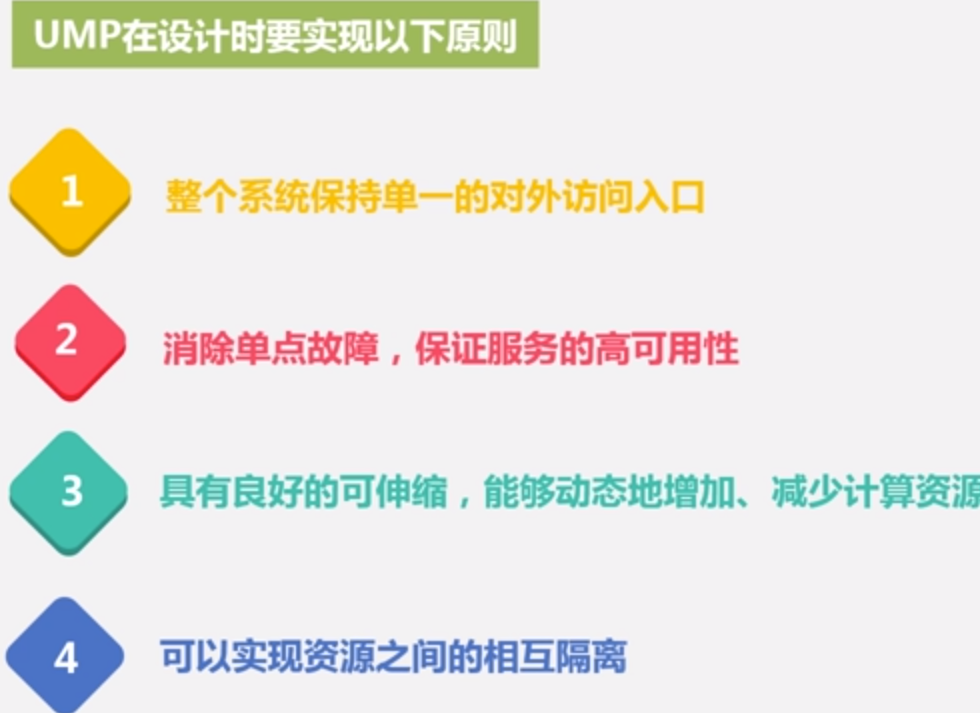 UMP在设计时要实现以下原则
1
整个系统保持单一的对外访问入口
2
消除单点故障，保证服务的高可用性
3
具有良好的可伸缩，能够动态地增加、减少计算资源
4
可以实现资源之间的相互隔离